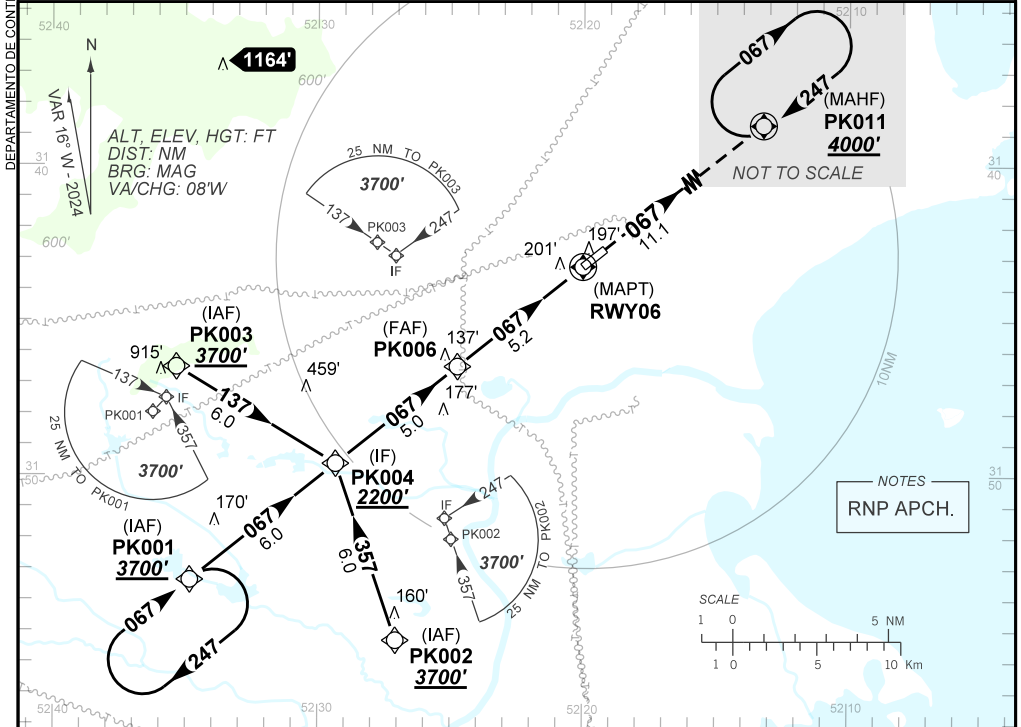 DEPARTAMENTO DE CONT
52 40
52 30
52 20
52 10
N
VAR 16° W - 2024
1164'
600'
ALT, ELEV, HGT: FT
DIST: NM
BRG: MAG
VA/CHG: 08'W
31
40
600'
25 NM TO PK003
3700'
137
247
PK003
IF
067
247
(MAHF)
PK011
4000'
NOT TO SCALE
31
40
067
11.1
201'
197'
(MAPT)
RWY06
(IAF)
PK003
3700'
915'
(FAF)
PK006
137'
067
5.2
459'
177'
10NM
137
IF
PK001
357
3700'
25 NM TO PK001
137
6.0
067
5.0
(IF)
PK004
2200'
31
50
31
50
170'
067
6.0
(IAF)
PK001
3700'
067
247
357
6.0
160'
(IAF)
PK002
3700'
247
IF
PK002
357
3700'
25 NM TO PK002
NOTES
RNP APCH.
SCALE
1 0 5 NM
1 0 5 10 Km
52 40
52 30
52 20
52 10